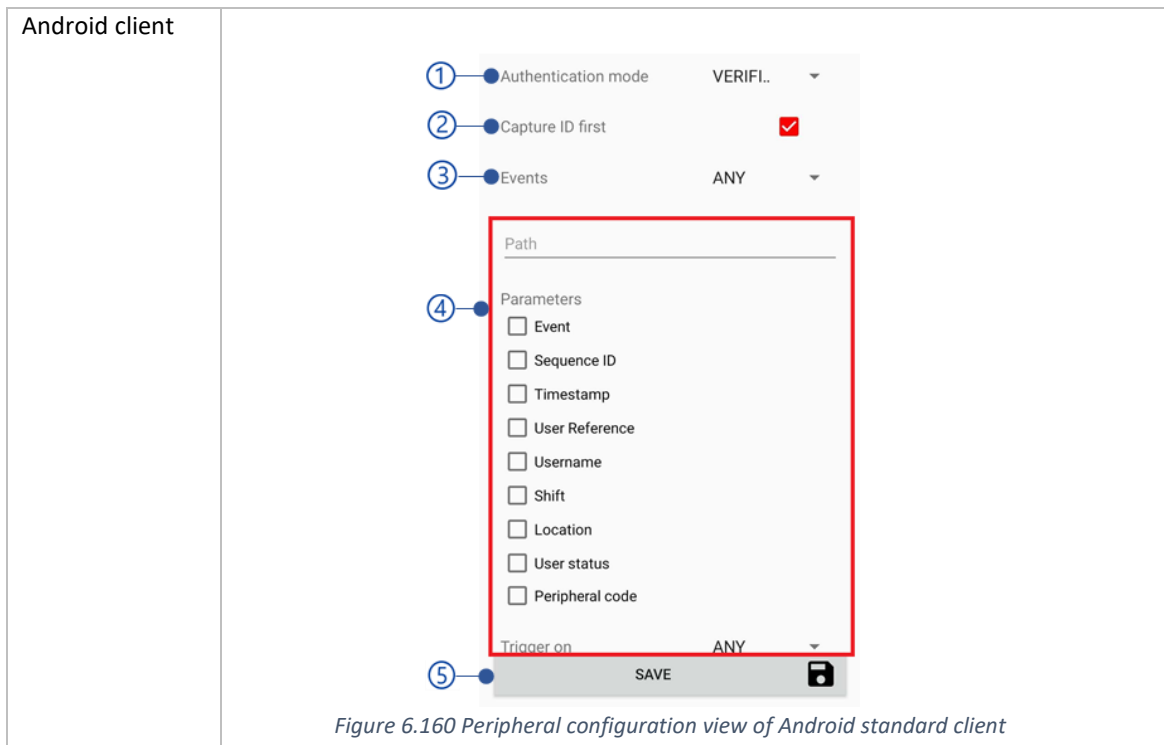 Android client
① Authentication mode VERIFI..
② Capture ID first
③ Events ANY
Path
④ Parameters
Event
Sequence ID
Timestamp
User Reference
Username
Shift
Location
User status
Peripheral code
Trigger on ANY
⑤ SAVE
Figure 6.160 Peripheral configuration view of Android standard client